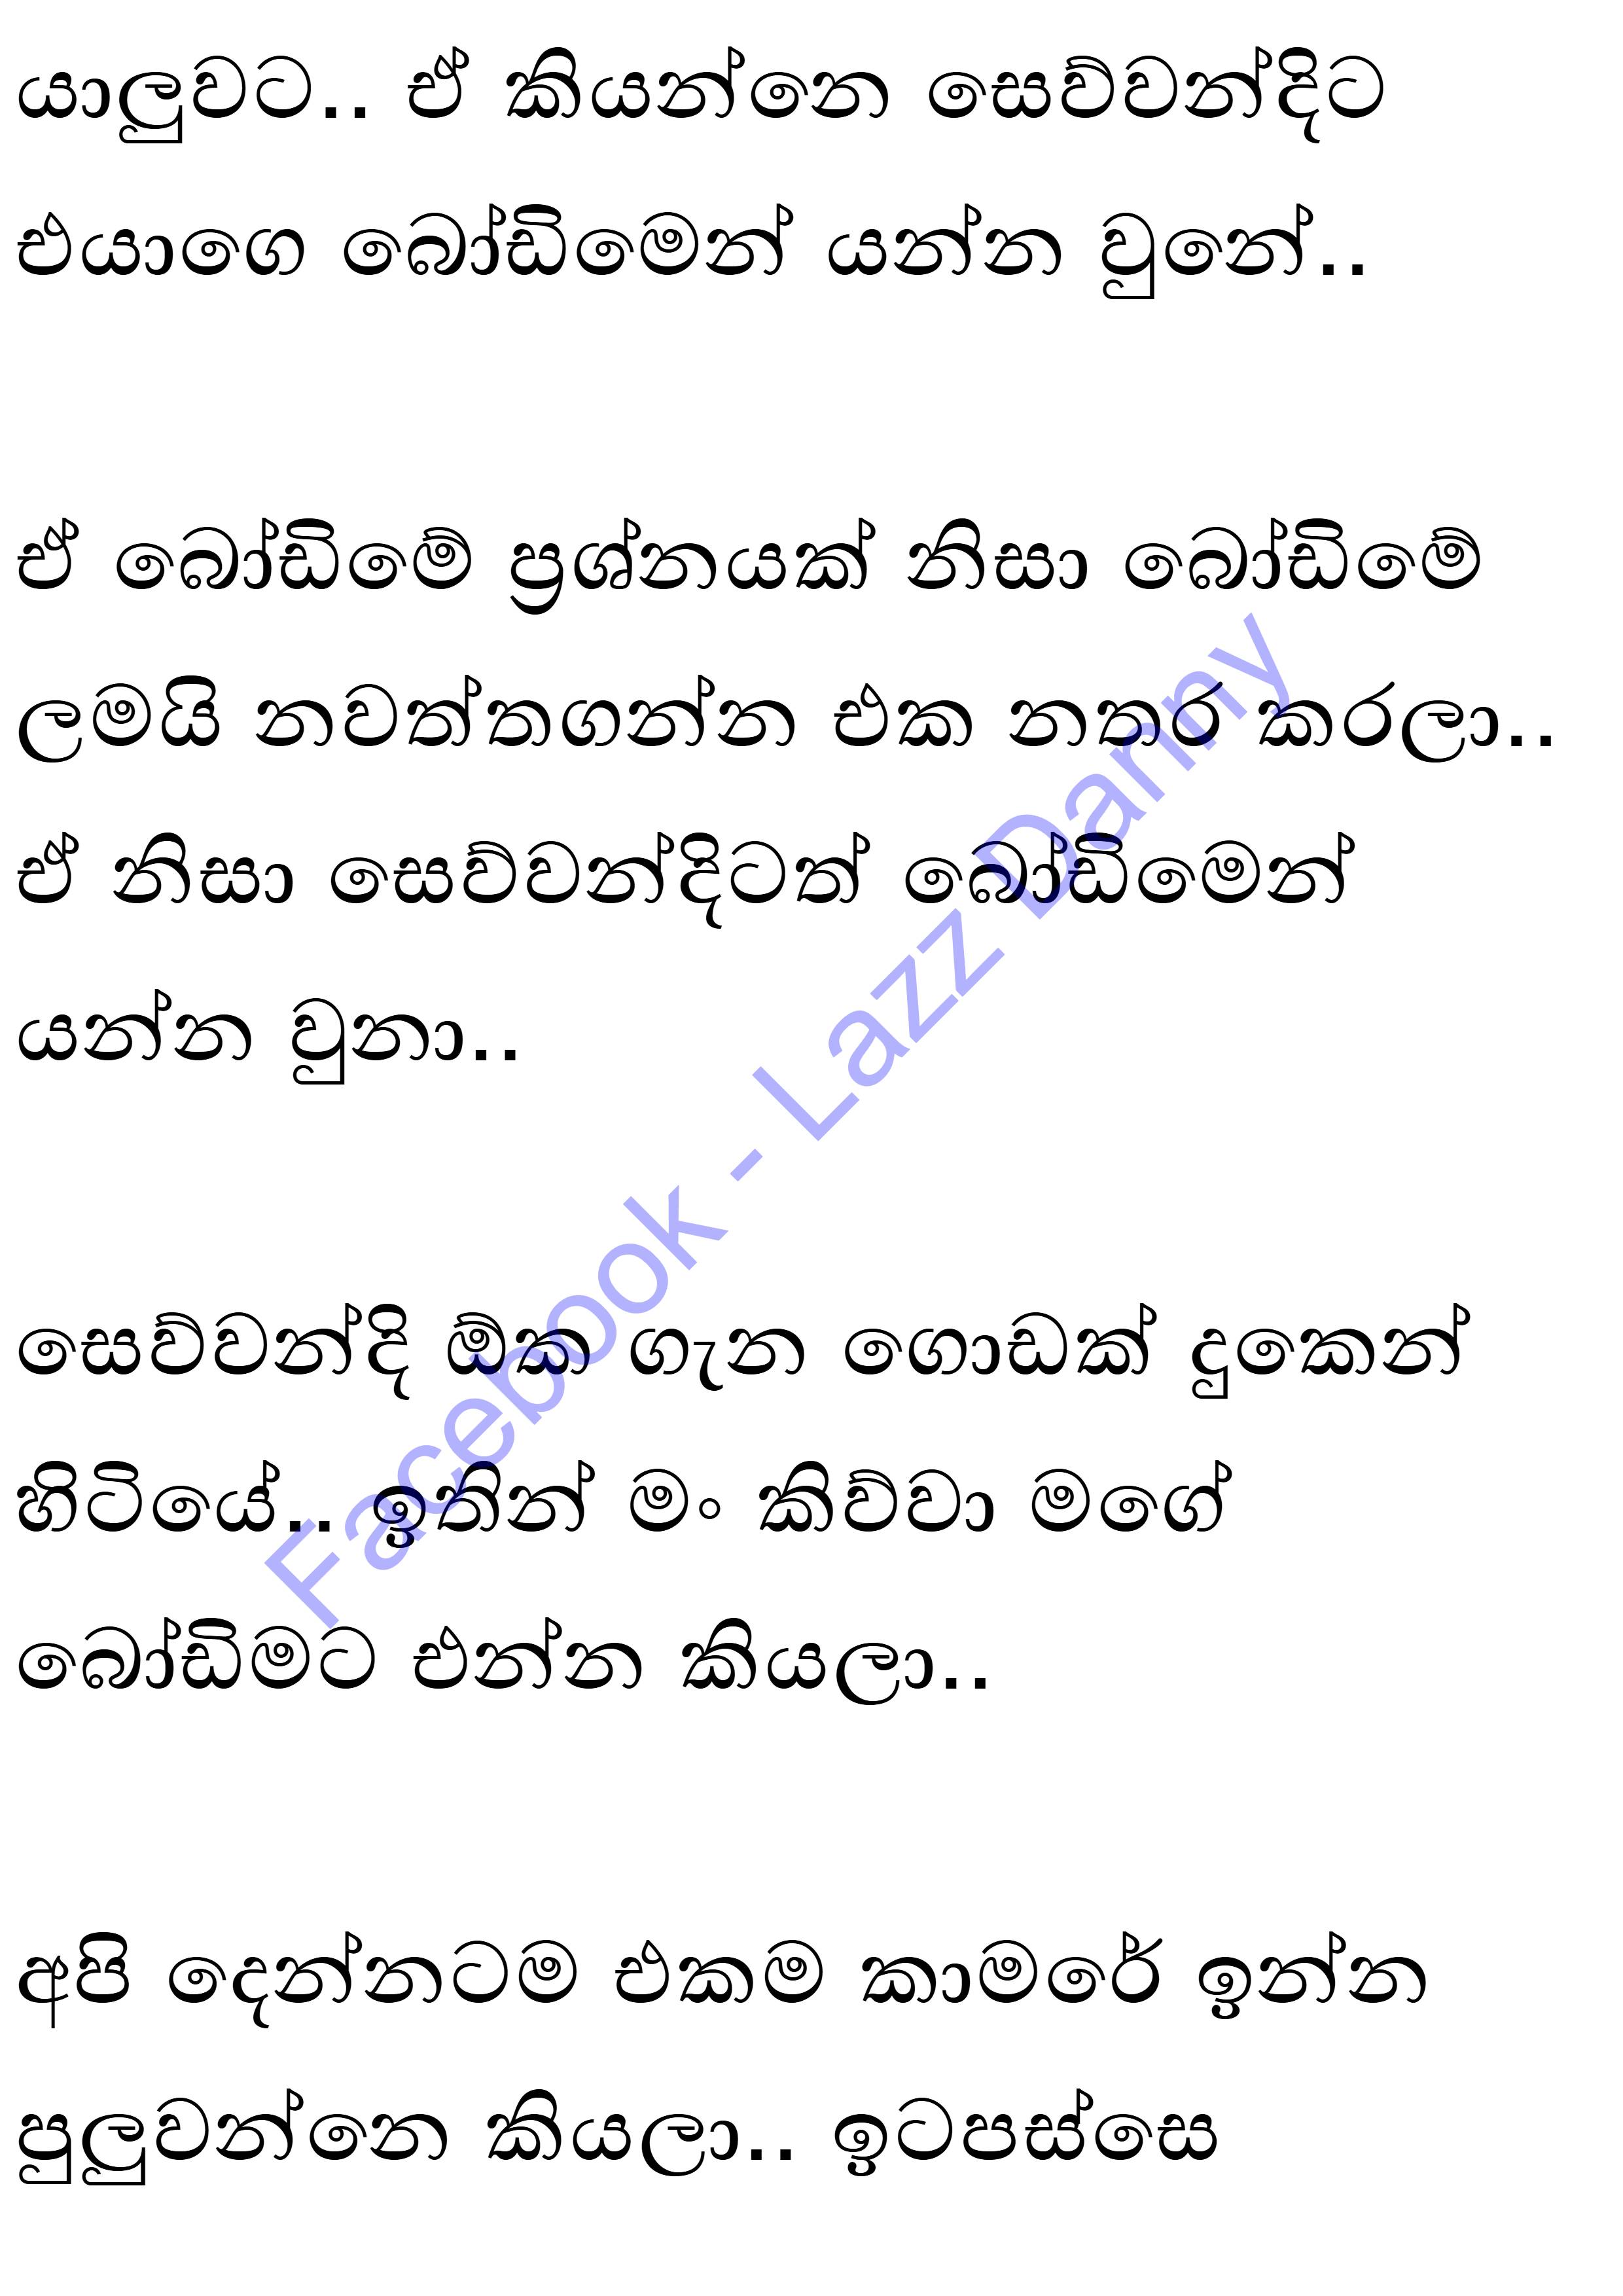 යාලුවට.. ඒ කියන්නෙ සෙව්වන්දිට
එයාගෙ බෝඩිමෙන් යන්න වුනේ..
ඒ බෝඩිමේ ප්‍රශ්නයක් නිසා බෝඩිමේ
ලමයි නවත්තගන්න එක නතර කරලා..
ඒ නිසා සෙව්වන්දිටත් බෝඩිමෙන්
යන්න වුනා..
සෙව්වන්දි ඕක ගැන ගොඩක් දුකෙන්
හිටියේ.. ඉතින් මං කිව්වා මගේ
බෝඩිමට එන්න කියලා..
අපි දෙන්නටම එකම කාමරේ ඉන්න
පුලුවන්නෙ කියලා.. ඉටපස්සෙ
Facebook - Lazz Danny